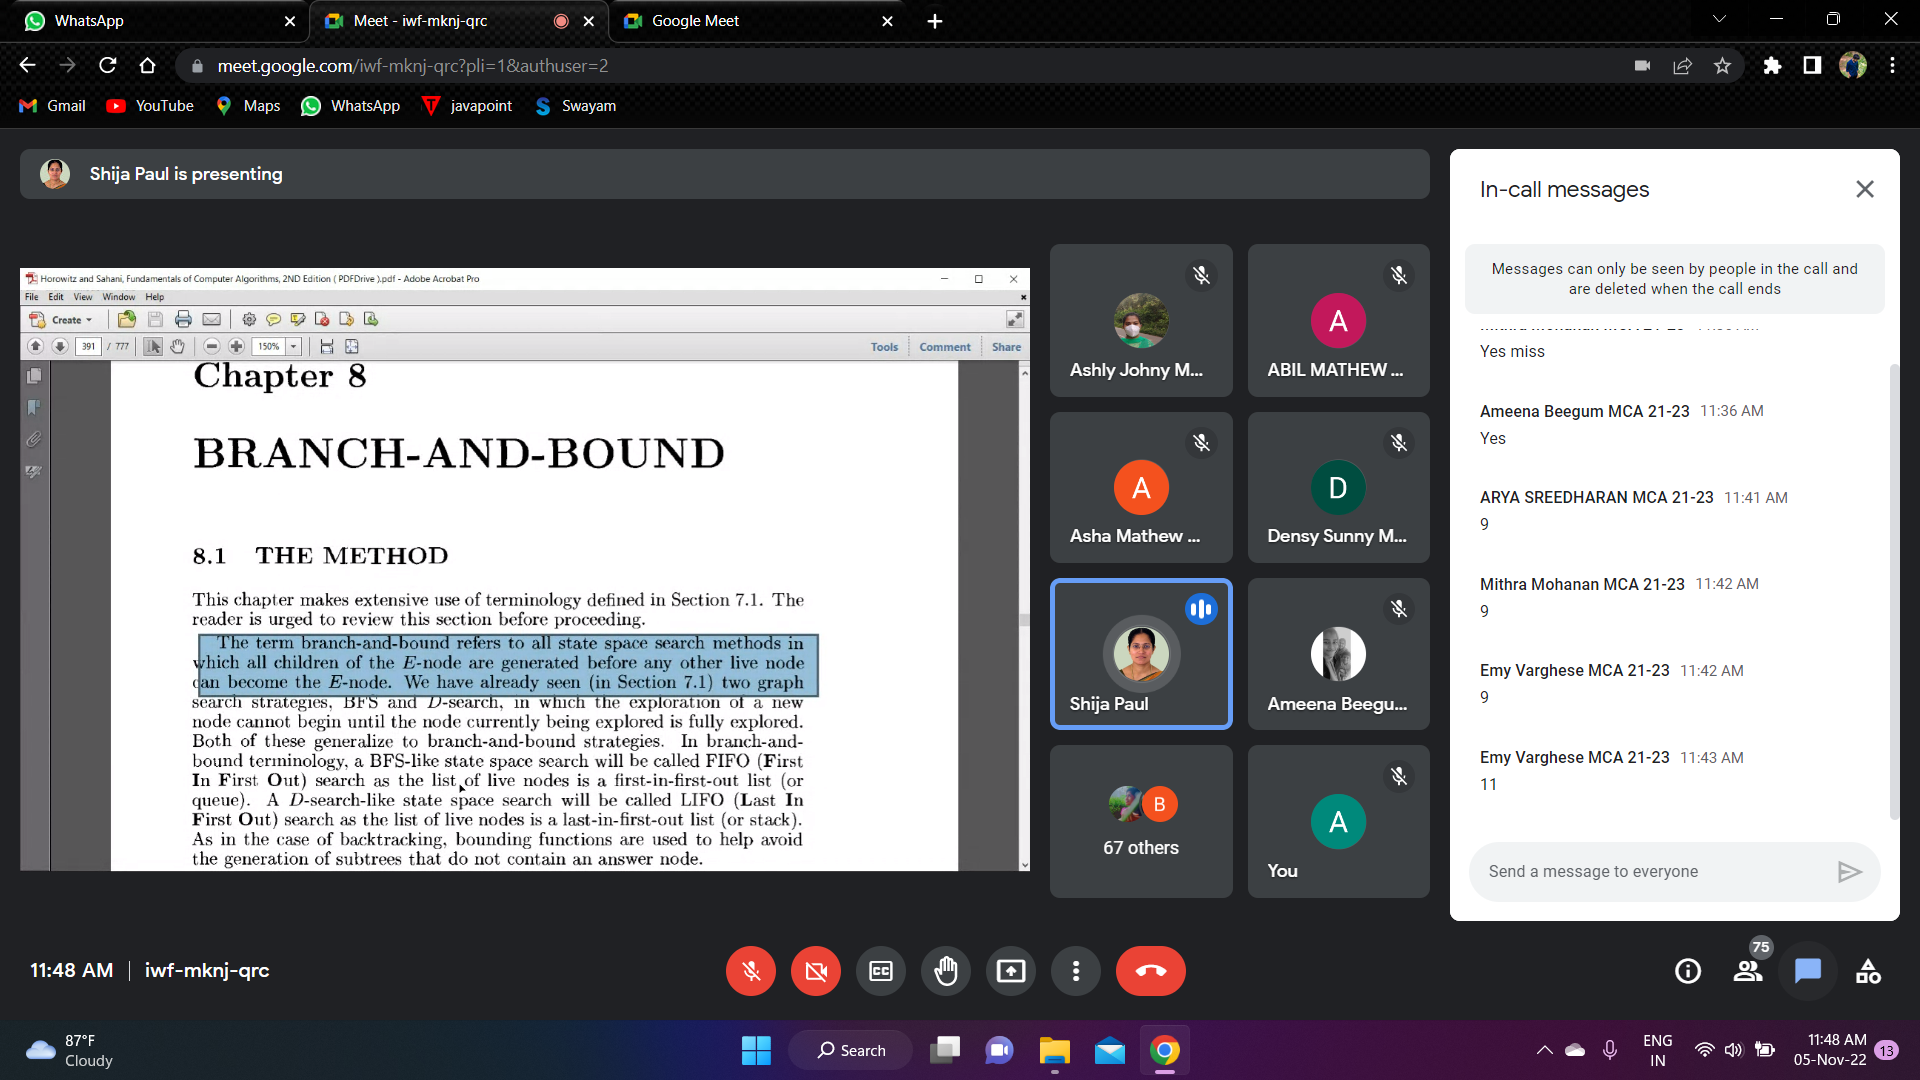 WhatsApp
Meet - iwf-mknj-qrc
Google Meet
meet.google.com/iwf-mknj-qrc?pli=1&authuser=2
Gmail
YouTube
Maps
WhatsApp
javapoint
Swayam
Shija Paul is presenting
Horowitz and Sahani, Fundamentals of Computer Algorithms, 2ND Edition ( PDFDrive ).pdf - Adobe Acrobat Pro
File Edit View Window Help
Create
391 / 777
150%
Tools Comment Share
Chapter 8
BRANCH-AND-BOUND
8.1 THE METHOD
This chapter makes extensive use of terminology defined in Section 7.1. The
reader is urged to review this section before proceeding.
The term branch-and-bound refers to all state space search methods in
which all children of the E-node are generated before any other live node
can become the E-node. We have already seen (in Section 7.1) two graph
search strategies, BFS and D-search, in which the exploration of a new
node cannot begin until the node currently being explored is fully explored.
Both of these generalize to branch-and-bound strategies. In branch-and-
bound terminology, a BFS-like state space search will be called FIFO (First
In First Out) search as the list of live nodes is a first-in-first-out list (or
queue). A D-search-like state space search will be called LIFO (Last In
First Out) search as the list of live nodes is a last-in-first-out list (or stack).
As in the case of backtracking, bounding functions are used to help avoid
the generation of subtrees that do not contain an answer node.
Ashly Johny M...
A
ABIL MATHEW ...
A
Asha Mathew ...
D
Densy Sunny M...
Shija Paul
Ameena Beegu...
B
67 others
A
You
In-call messages
Messages can only be seen by people in the call and
are deleted when the call ends
Yes miss
Ameena Beegum MCA 21-23 11:36 AM
Yes
ARYA SREEDHARAN MCA 21-23 11:41 AM
9
Mithra Mohanan MCA 21-23 11:42 AM
9
Emy Varghese MCA 21-23 11:42 AM
9
Emy Varghese MCA 21-23 11:43 AM
11
Send a message to everyone
11:48 AM | iwf-mknj-qrc
75
87°F
Cloudy
Search
ENG
IN
11:48 AM
05-Nov-22
13